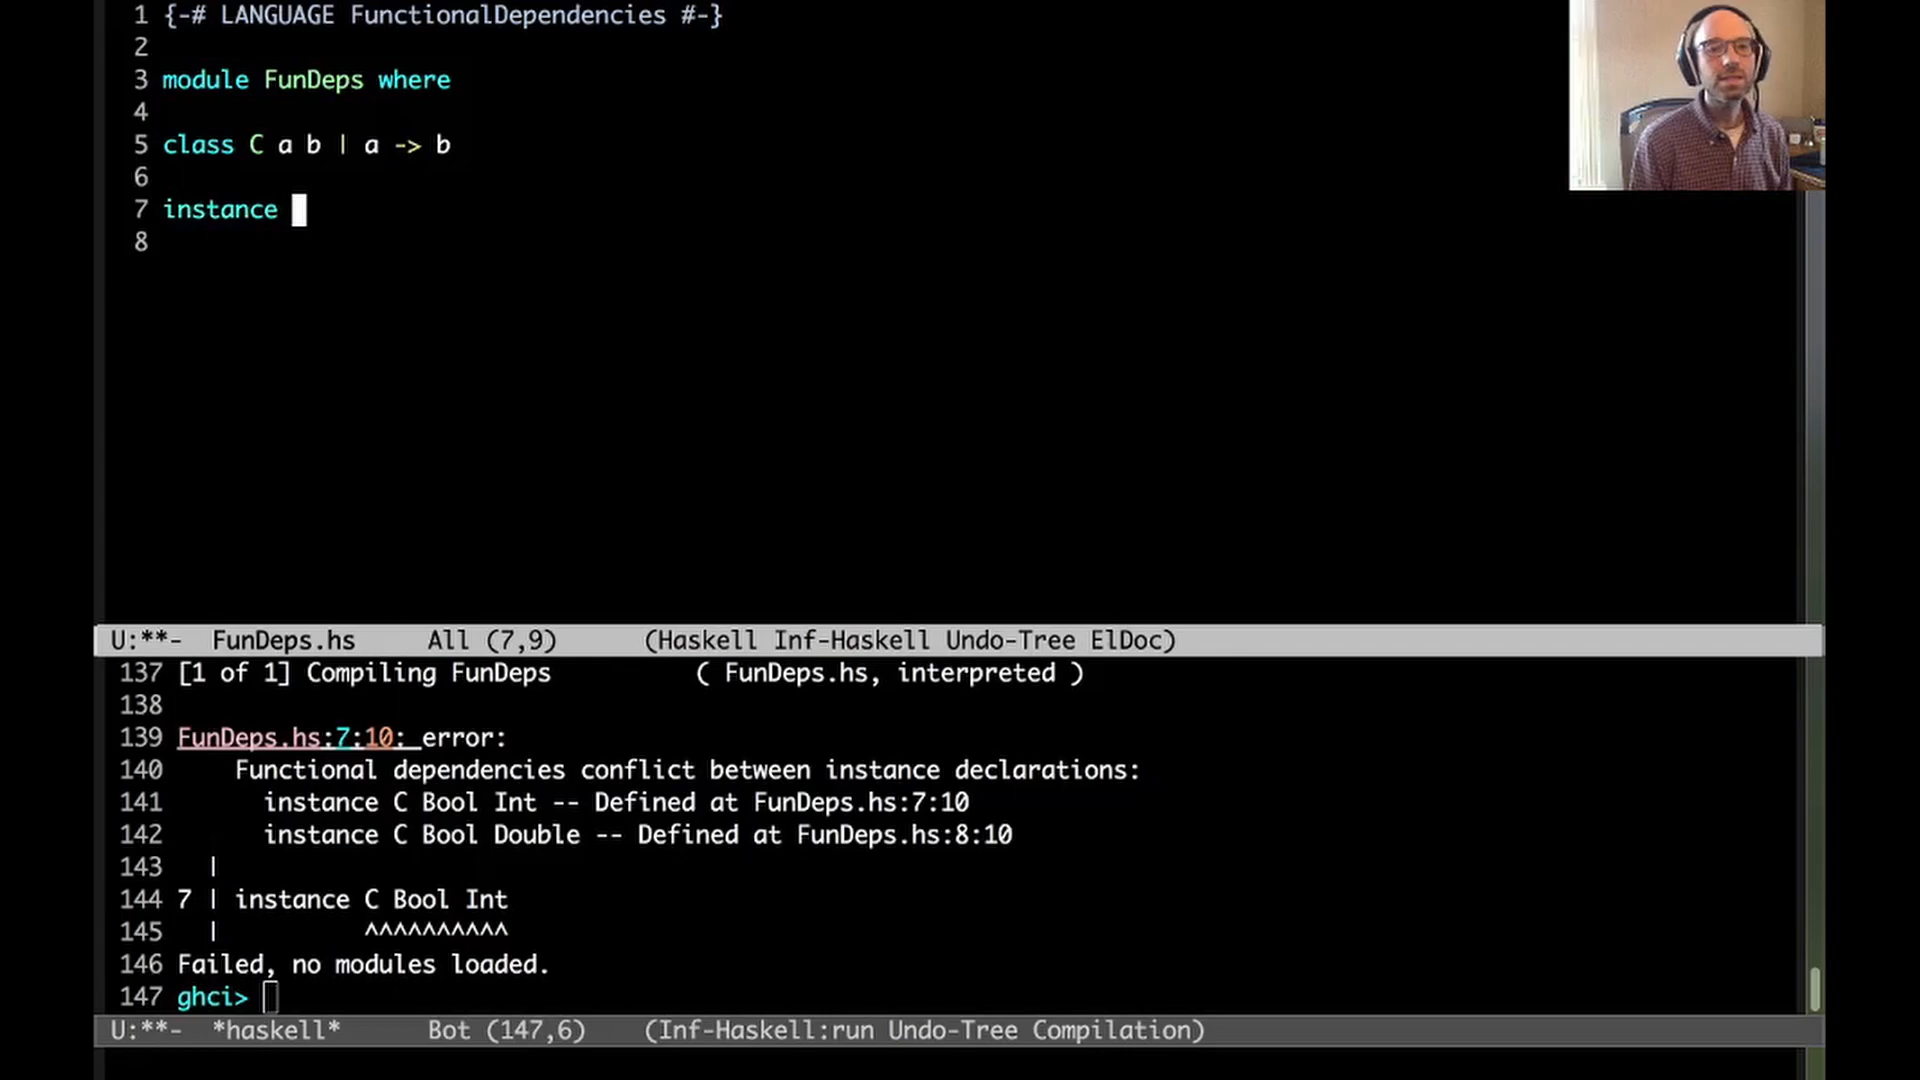 1 {-# LANGUAGE FunctionalDependencies #-}
2
3 module FunDeps where
4
5 class C a b | a -> b
6
7 instance
8
U:**-  FunDeps.hs     All (7,9)      (Haskell Inf-Haskell Undo-Tree ElDoc)
137 [1 of 1] Compiling FunDeps          ( FunDeps.hs, interpreted )
138
139 FunDeps.hs:7:10: error:
140     Functional dependencies conflict between instance declarations:
141       instance C Bool Int -- Defined at FunDeps.hs:7:10
142       instance C Bool Double -- Defined at FunDeps.hs:8:10
143   |
144 7 | instance C Bool Int
145   |          ^^^^^^^^^^
146 Failed, no modules loaded.
147 ghci>
U:**-  *haskell*      Bot (147,6)    (Inf-Haskell:run Undo-Tree Compilation)